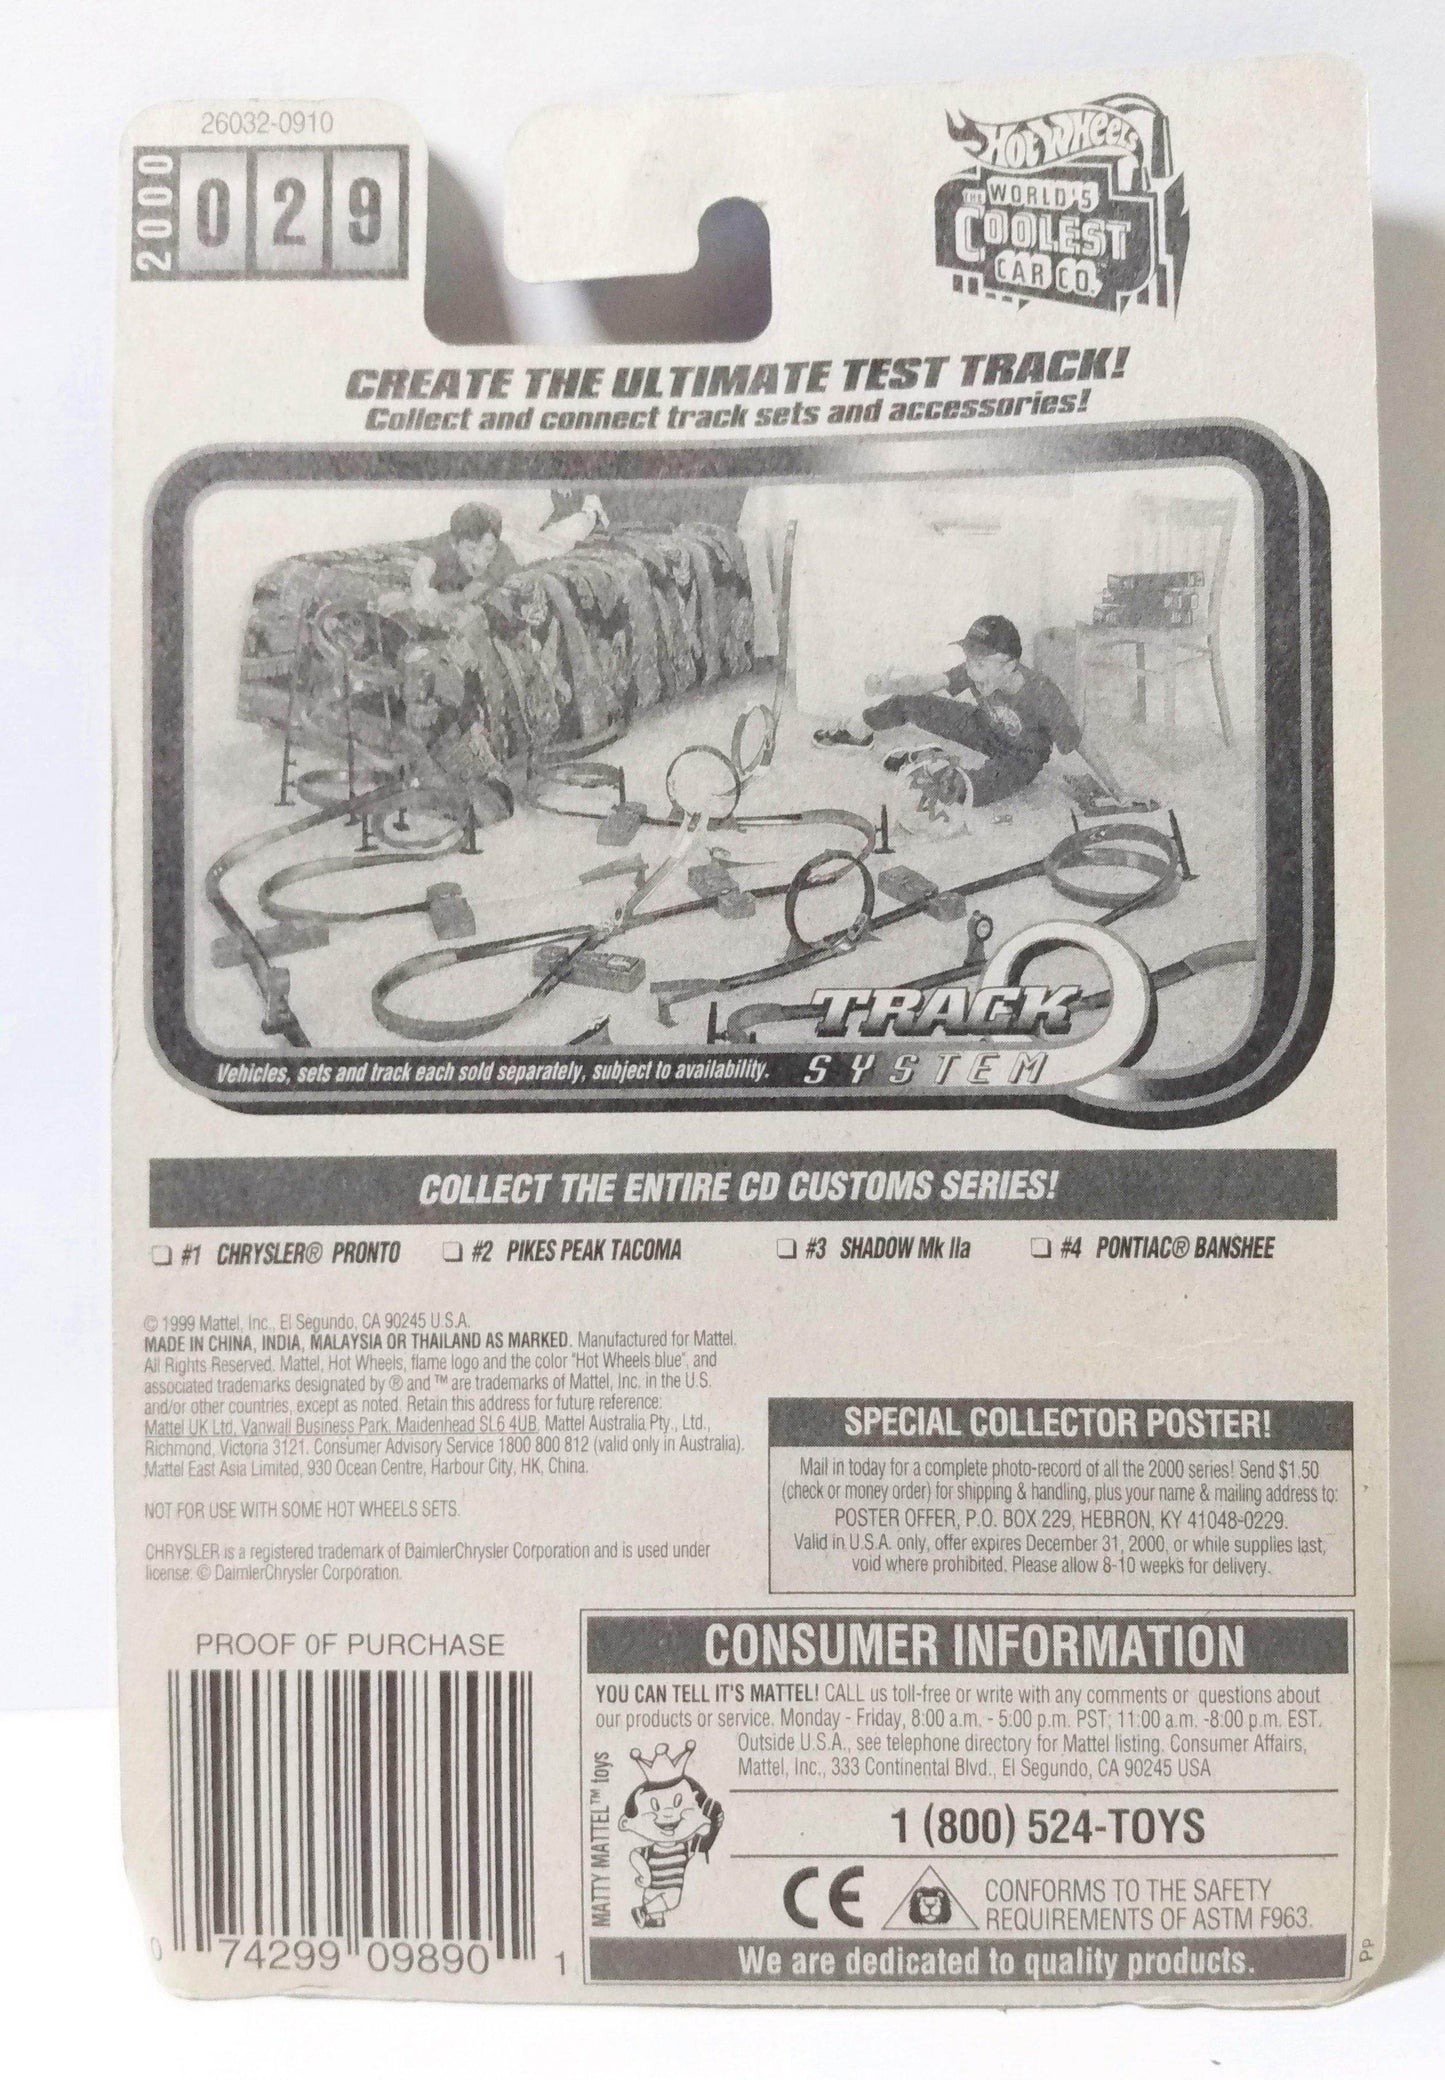 26032-0910
2000
029
HOT WHEELS
THE WORLD'S
COOLEST
CAR CO.
CREATE THE ULTIMATE TEST TRACK!
Collect and connect track sets and accessories!
TRACK
SYSTEM
Vehicles, sets and track each sold separately, subject to availability.
COLLECT THE ENTIRE CD CUSTOMS SERIES!
❏ #1 CHRYSLER® PRONTO ❏ #2 PIKES PEAK TACOMA ❏ #3 SHADOW Mk IIa ❏ #4 PONTIAC® BANSHEE
© 1999 Mattel, Inc., El Segundo, CA 90245 U.S.A.
MADE IN CHINA, INDIA, MALAYSIA OR THAILAND AS MARKED. Manufactured for Mattel.
All Rights Reserved. Mattel, Hot Wheels, flame logo and the color "Hot Wheels blue", and
associated trademarks designated by ® and ™ are trademarks of Mattel, Inc. in the U.S.
and/or other countries, except as noted. Retain this address for future reference:
Mattel UK Ltd, Vanwall Business Park, Maidenhead SL6 4UB. Mattel Australia Pty., Ltd.,
Richmond, Victoria 3121. Consumer Advisory Service 1800 800 812 (valid only in Australia).
Mattel East Asia Limited, 930 Ocean Centre, Harbour City, HK, China.
NOT FOR USE WITH SOME HOT WHEELS SETS.
CHRYSLER is a registered trademark of DaimlerChrysler Corporation and is used under
license. © DaimlerChrysler Corporation.
SPECIAL COLLECTOR POSTER!
Mail in today for a complete photo-record of all the 2000 series! Send $1.50
(check or money order) for shipping & handling, plus your name & mailing address to:
POSTER OFFER, P.O. BOX 229, HEBRON, KY 41048-0229.
Valid in U.S.A. only, offer expires December 31, 2000, or while supplies last,
void where prohibited. Please allow 8-10 weeks for delivery.
PROOF OF PURCHASE
0 74299 09890 1
CONSUMER INFORMATION
YOU CAN TELL IT'S MATTEL! CALL us toll-free or write with any comments or questions about
our products or service. Monday - Friday, 8:00 a.m. - 5:00 p.m. PST; 11:00 a.m. -8:00 p.m. EST.
Outside U.S.A., see telephone directory for Mattel listing. Consumer Affairs,
Mattel, Inc., 333 Continental Blvd., El Segundo, CA 90245 USA
MATTY MATTEL™ toys
1 (800) 524-TOYS
CE
CONFORMS TO THE SAFETY
REQUIREMENTS OF ASTM F963.
We are dedicated to quality products.
PP